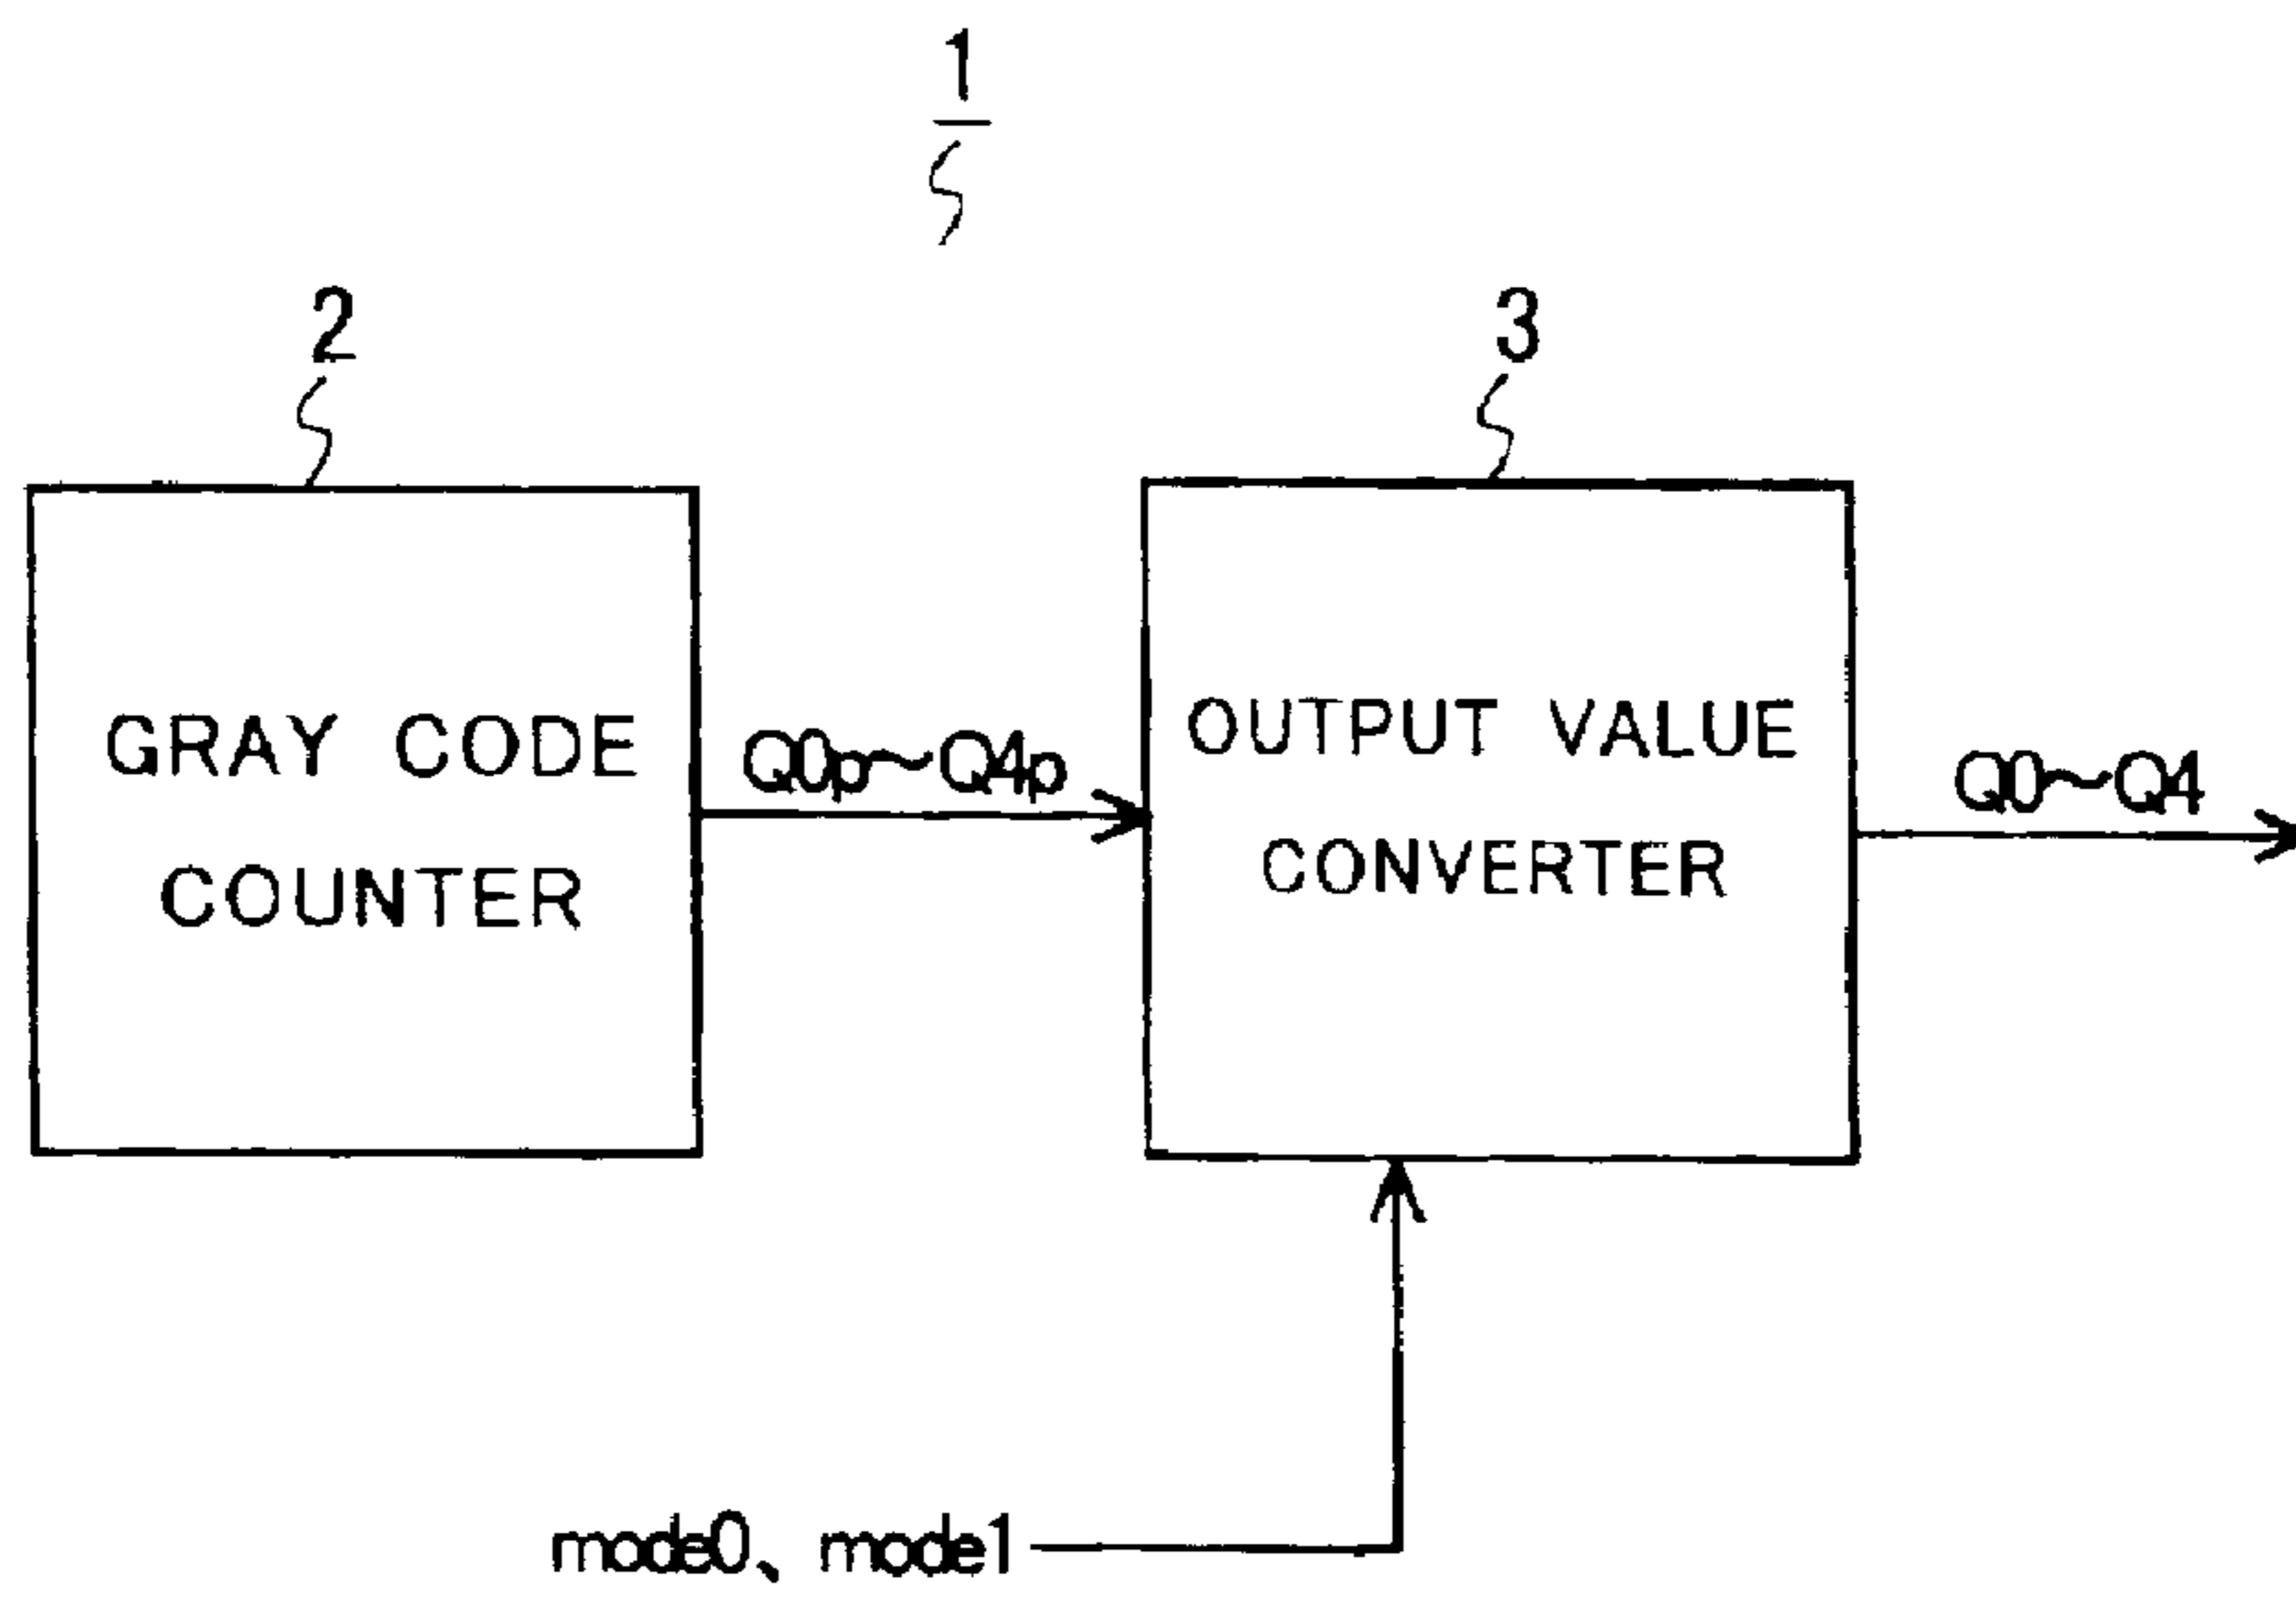 1
2
3
GRAY CODE
COUNTER
Q0p~Q4p
OUTPUT VALUE
CONVERTER
Q0~Q4
mode0、mode1